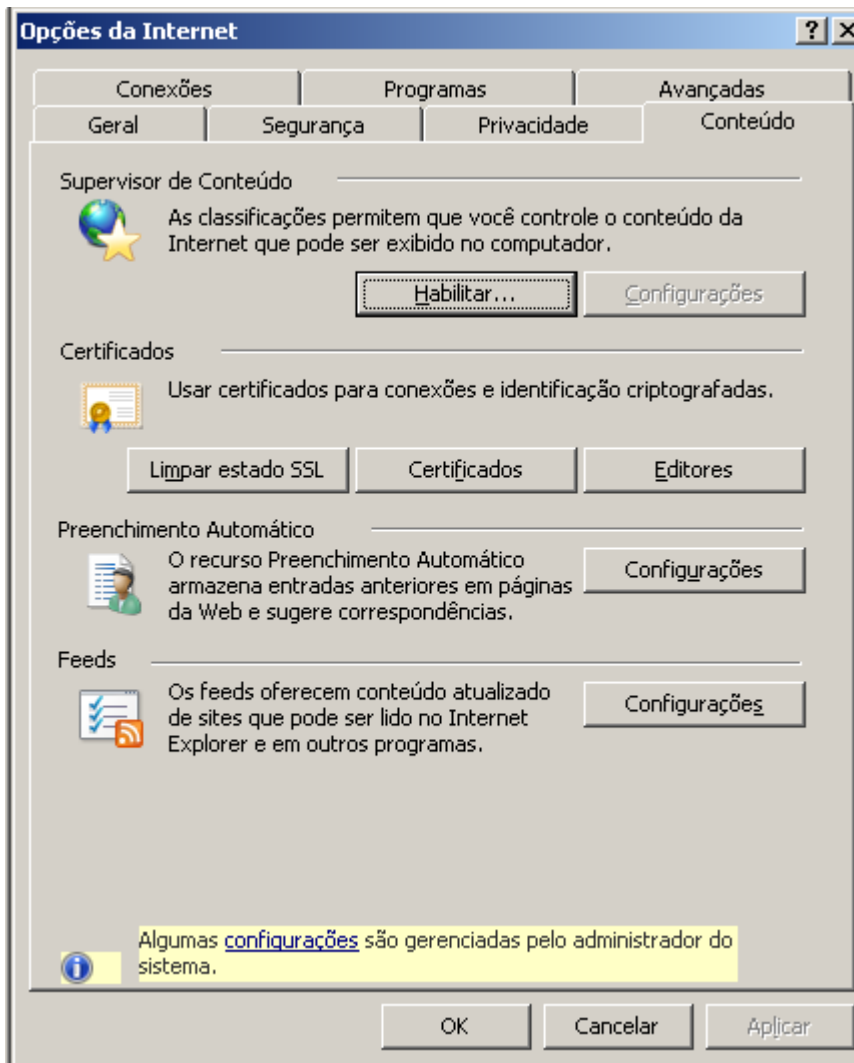 Opções da Internet
Conexões Programas Avançadas
Geral Segurança Privacidade Conteúdo
Supervisor de Conteúdo
As classificações permitem que você controle o conteúdo da
Internet que pode ser exibido no computador.
Habilitar... Configurações
Certificados
Usar certificados para conexões e identificação criptografadas.
Limpar estado SSL Certificados Editores
Preenchimento Automático
O recurso Preenchimento Automático
armazena entradas anteriores em páginas
da Web e sugere correspondências.
Configurações
Feeds
Os feeds oferecem conteúdo atualizado
de sites que pode ser lido no Internet
Explorer e em outros programas.
Configurações
Algumas configurações são gerenciadas pelo administrador do
sistema.
OK Cancelar Aplicar